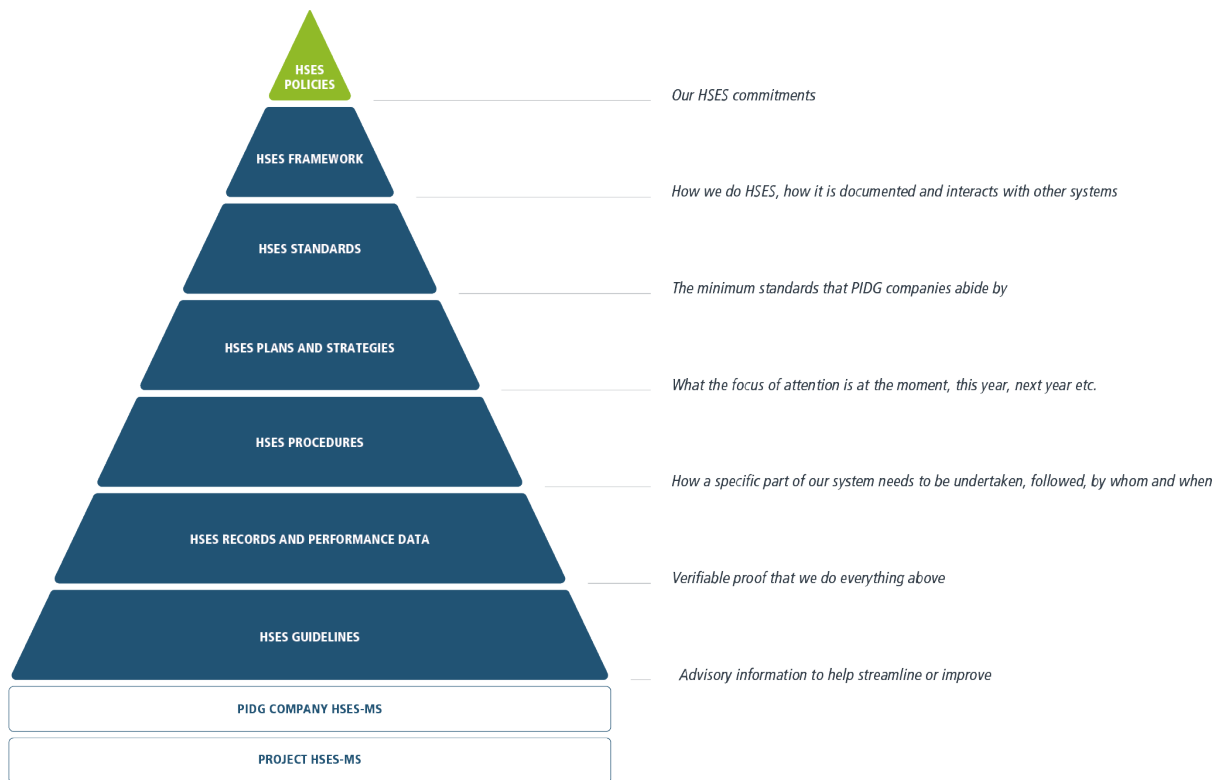 HSES
POLICIES
Our HSES commitments
HSES FRAMEWORK
How we do HSES, how it is documented and interacts with other systems
HSES STANDARDS
The minimum standards that PIDG companies abide by
HSES PLANS AND STRATEGIES
What the focus of attention is at the moment, this year, next year etc.
HSES PROCEDURES
How a specific part of our system needs to be undertaken, followed, by whom and when
HSES RECORDS AND PERFORMANCE DATA
Verifiable proof that we do everything above
HSES GUIDELINES
Advisory information to help streamline or improve
PIDG COMPANY HSES-MS
PROJECT HSES-MS